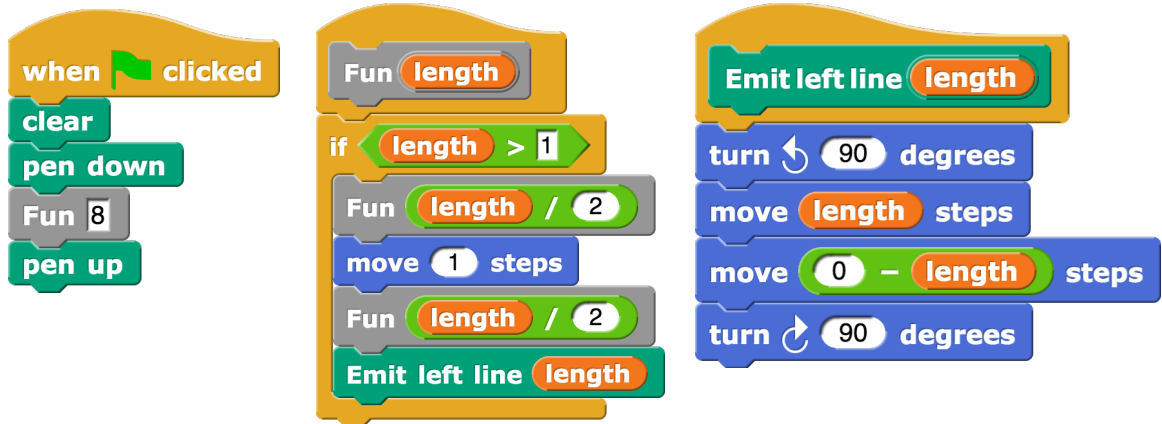 when clicked
clear
pen down
Fun 8
pen up
Fun length
if length > 1
Fun length / 2
move 1 steps
Fun length / 2
Emit left line length
Emit left line length
turn 90 degrees
move length steps
move 0 − length steps
turn 90 degrees